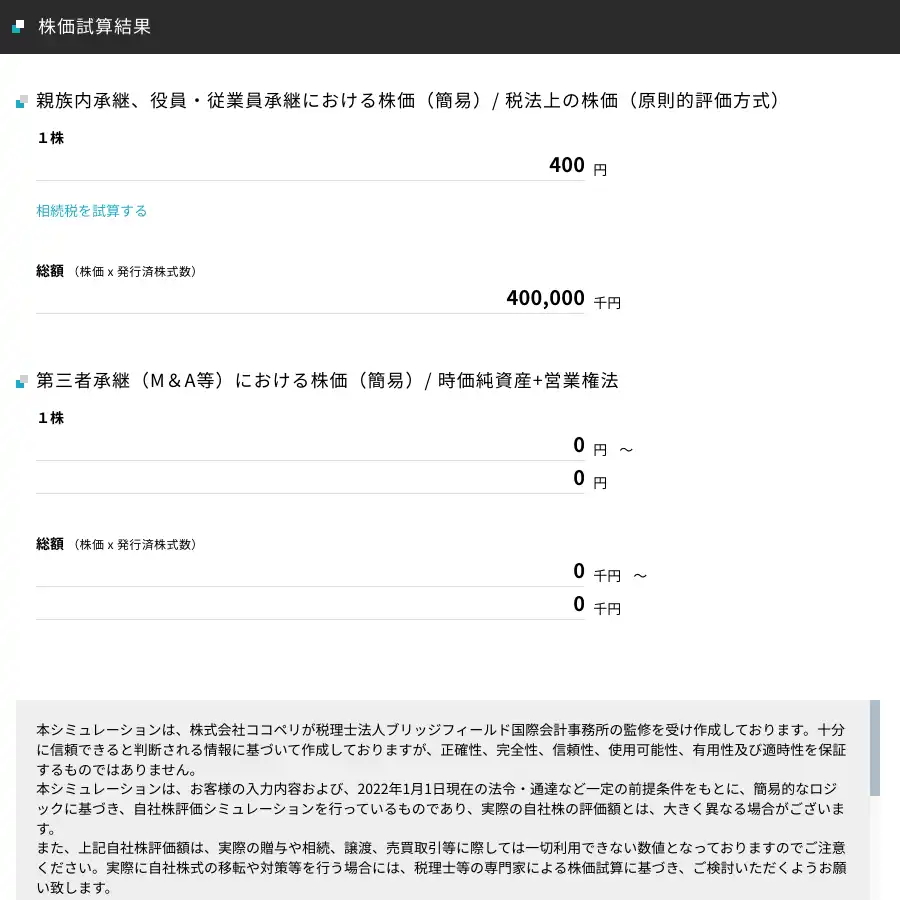 株価試算結果
親族内承継、役員・従業員承継における株価（簡易）/ 税法上の株価（原則的評価方式）
１株
400 円
相続税を試算する
総額 （株価 x 発行済株式数）
400,000 千円
第三者承継（M＆A等）における株価（簡易）/ 時価純資産+営業権法
１株
0 円 ～
0 円
総額 （株価 x 発行済株式数）
0 千円 ～
0 千円
本シミュレーションは、株式会社ココペリが税理士法人ブリッジフィールド国際会計事務所の監修を受け作成しております。十分
に信頼できると判断される情報に基づいて作成しておりますが、正確性、完全性、信頼性、使用可能性、有用性及び適時性を保証
するものではありません。
本シミュレーションは、お客様の入力内容および、2022年1月1日現在の法令・通達など一定の前提条件をもとに、簡易的なロジ
ックに基づき、自社株評価シミュレーションを行っているものであり、実際の自社株の評価額とは、大きく異なる場合がございま
す。
また、上記自社株評価額は、実際の贈与や相続、譲渡、売買取引等に際しては一切利用できない数値となっておりますのでご注意
ください。実際に自社株式の移転や対策等を行う場合には、税理士等の専門家による株価試算に基づき、ご検討いただくようお願
い致します。